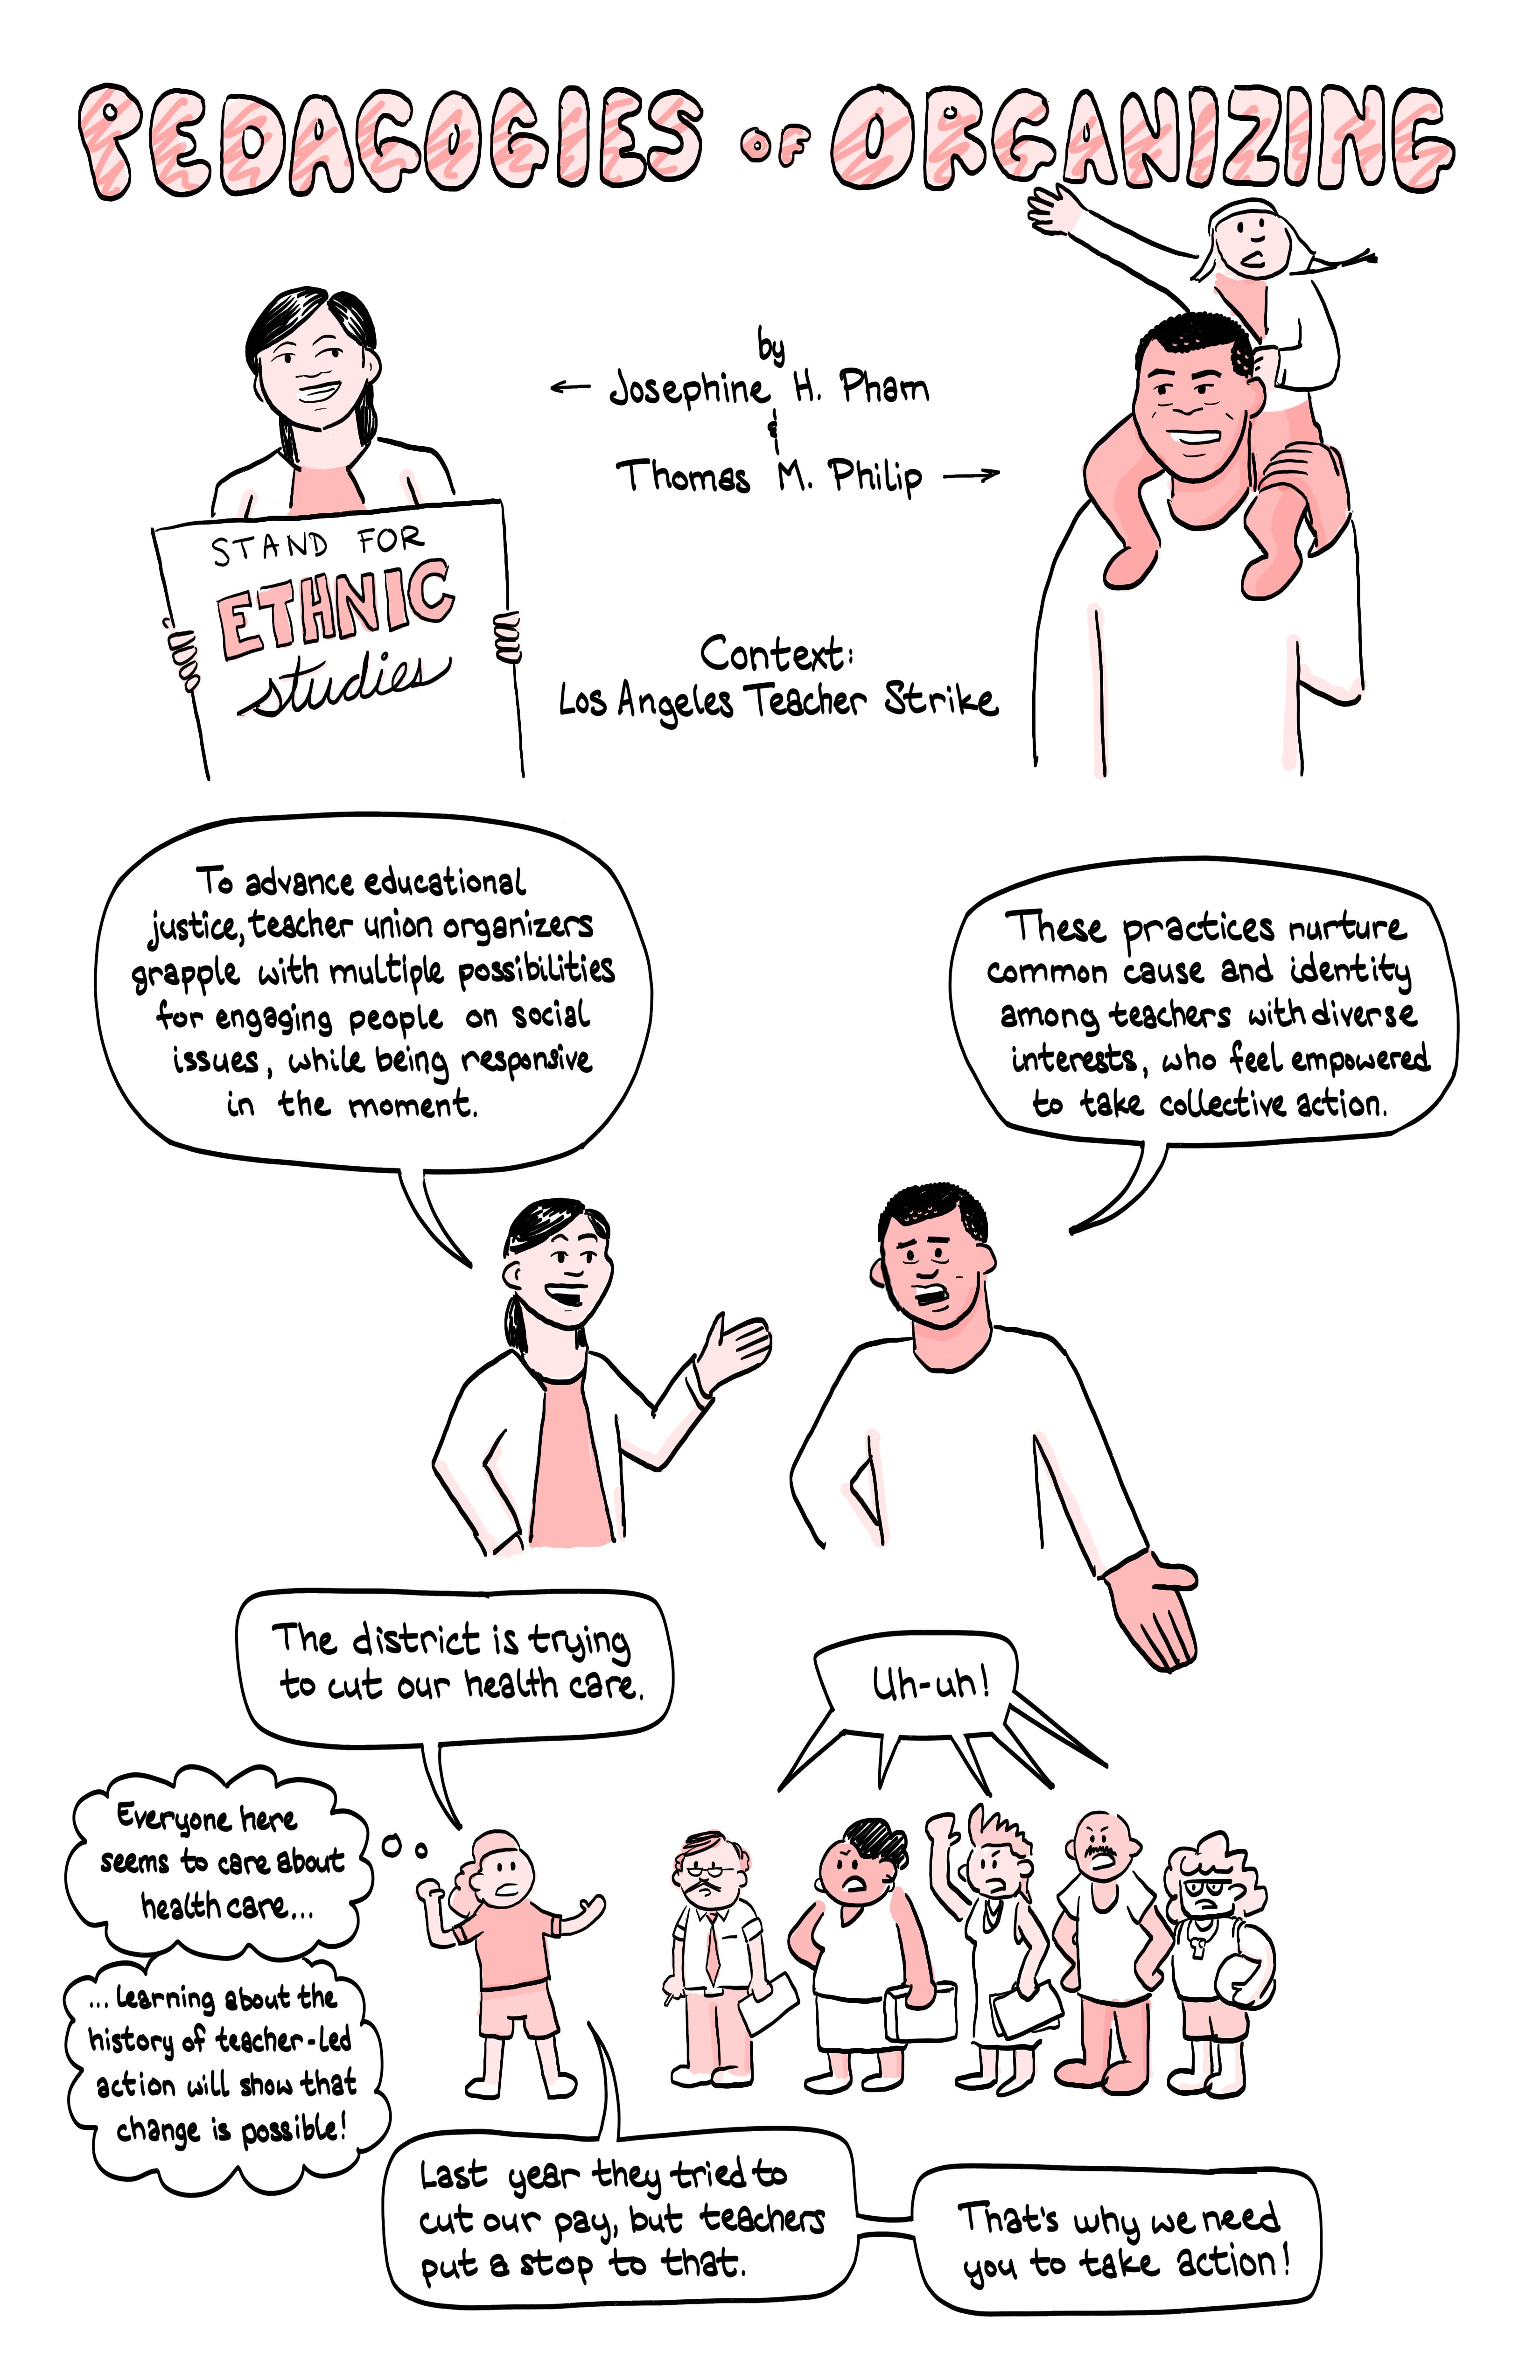 PEDAGOGIES OF ORGANIZING
by
← Josephine H. Pham
&
Thomas M. Philip →
STAND FOR
ETHNIC
studies
Context:
Los Angeles Teacher Strike
To advance educational
justice, teacher union organizers
grapple with multiple possibilities
for engaging people on social
issues, while being responsive
in the moment.
These practices nurture
common cause and identity
among teachers with diverse
interests, who feel empowered
to take collective action.
The district is trying
to cut our health care.
Uh-uh!
Everyone here
seems to care about
health care...
...learning about the
history of teacher-led
action will show that
change is possible!
Last year they tried to
cut our pay, but teachers
put a stop to that.
That's why we need
you to take action!